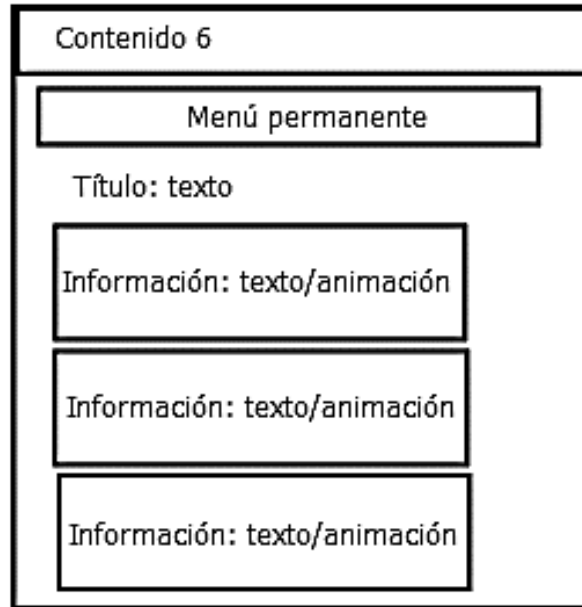 Contenido 6
Menú permanente
Título: texto
Información: texto/animación
Información: texto/animación
Información: texto/animación